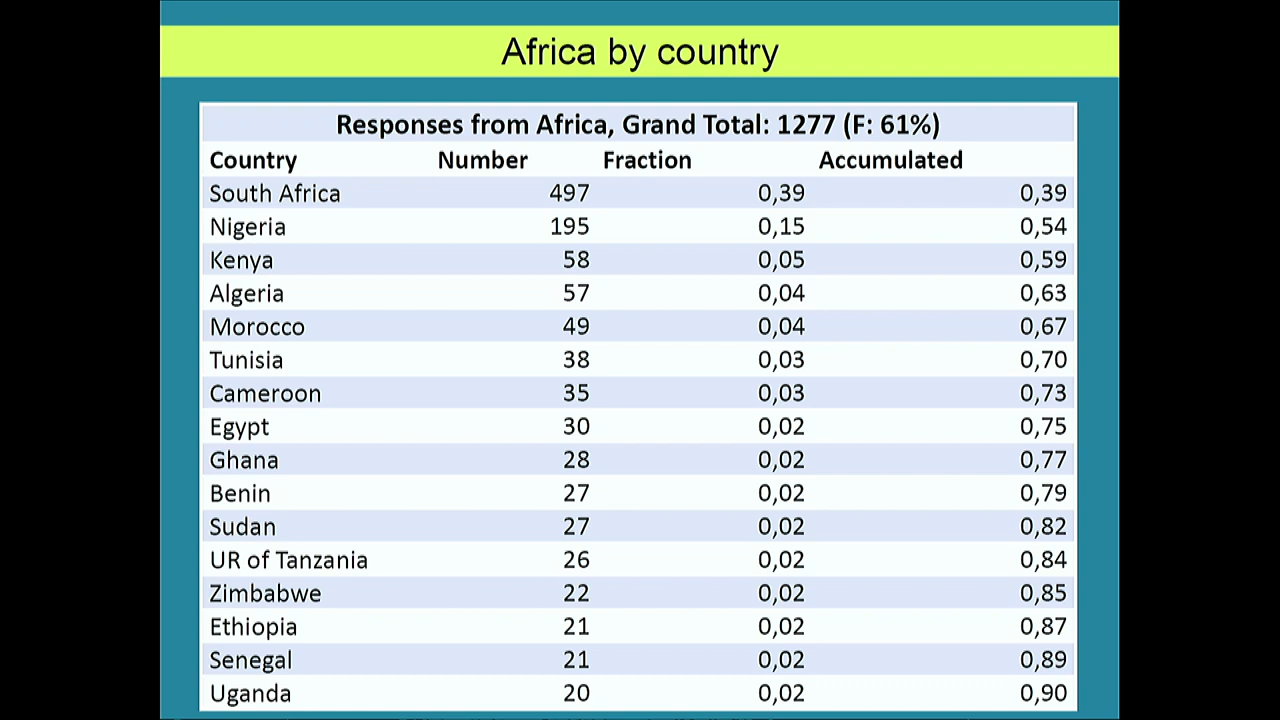 Africa by country
Responses from Africa, Grand Total: 1277 (F: 61%)
Country Number Fraction Accumulated
South Africa 497 0,39 0,39
Nigeria 195 0,15 0,54
Kenya 58 0,05 0,59
Algeria 57 0,04 0,63
Morocco 49 0,04 0,67
Tunisia 38 0,03 0,70
Cameroon 35 0,03 0,73
Egypt 30 0,02 0,75
Ghana 28 0,02 0,77
Benin 27 0,02 0,79
Sudan 27 0,02 0,82
UR of Tanzania 26 0,02 0,84
Zimbabwe 22 0,02 0,85
Ethiopia 21 0,02 0,87
Senegal 21 0,02 0,89
Uganda 20 0,02 0,90